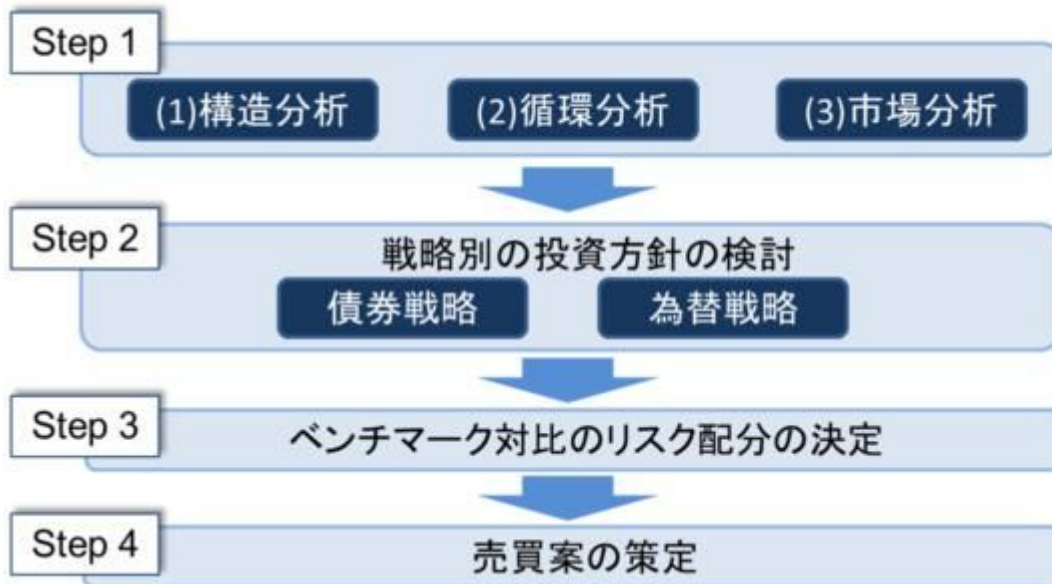 Step 1
(1)構造分析 (2)循環分析 (3)市場分析
Step 2
戦略別の投資方針の検討
債券戦略 為替戦略
Step 3
ベンチマーク対比のリスク配分の決定
Step 4
売買案の策定